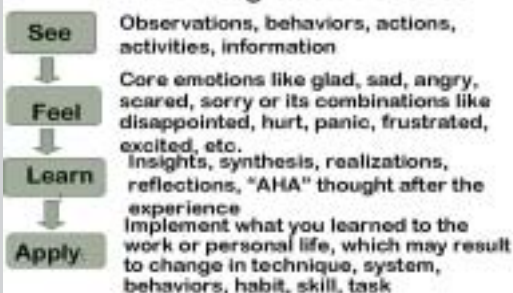 See
Observations, behaviors, actions,
activities, information
Feel
Core emotions like glad, sad, angry,
scared, sorry or its combinations like
disappointed, hurt, panic, frustrated,
excited, etc.
Learn
Insights, synthesis, realizations,
reflections, “AHA” thought after the
experience
Apply
Implement what you learned to the
work or personal life, which may result
to change in technique, system,
behaviors, habit, skill, task